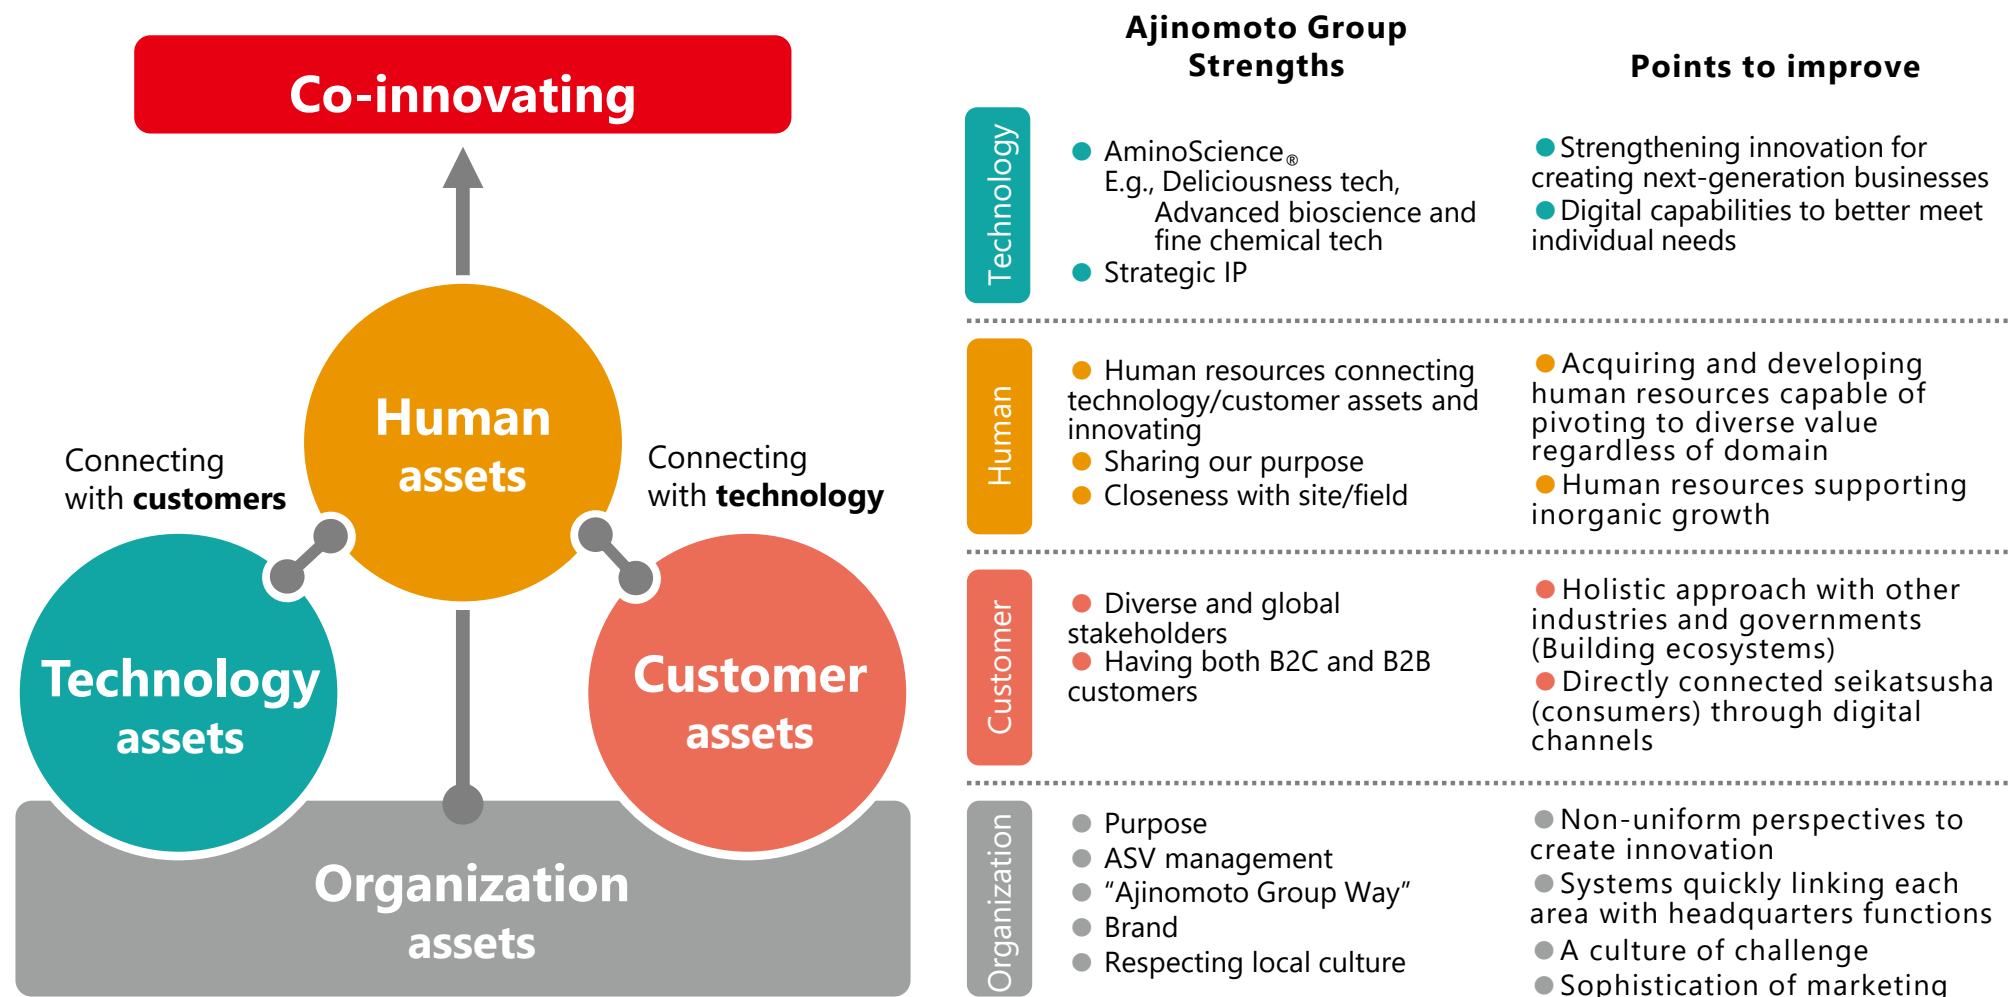 Co-innovating
Human
assets
Connecting
with customers
Connecting
with technology
Technology
assets
Customer
assets
Organization
assets
Ajinomoto Group
Strengths
Points to improve
Technology
● AminoScience®
E.g., Deliciousness tech,
Advanced bioscience and
fine chemical tech
● Strategic IP
● Strengthening innovation for
creating next-generation businesses
● Digital capabilities to better meet
individual needs
Human
● Human resources connecting
technology/customer assets and
innovating
● Sharing our purpose
● Closeness with site/field
● Acquiring and developing
human resources capable of
pivoting to diverse value
regardless of domain
● Human resources supporting
inorganic growth
Customer
● Diverse and global
stakeholders
● Having both B2C and B2B
customers
● Holistic approach with other
industries and governments
(Building ecosystems)
● Directly connected seikatsusha
(consumers) through digital
channels
Organization
● Purpose
● ASV management
● “Ajinomoto Group Way”
● Brand
● Respecting local culture
● Non-uniform perspectives to
create innovation
● Systems quickly linking each
area with headquarters functions
● A culture of challenge
● Sophistication of marketing